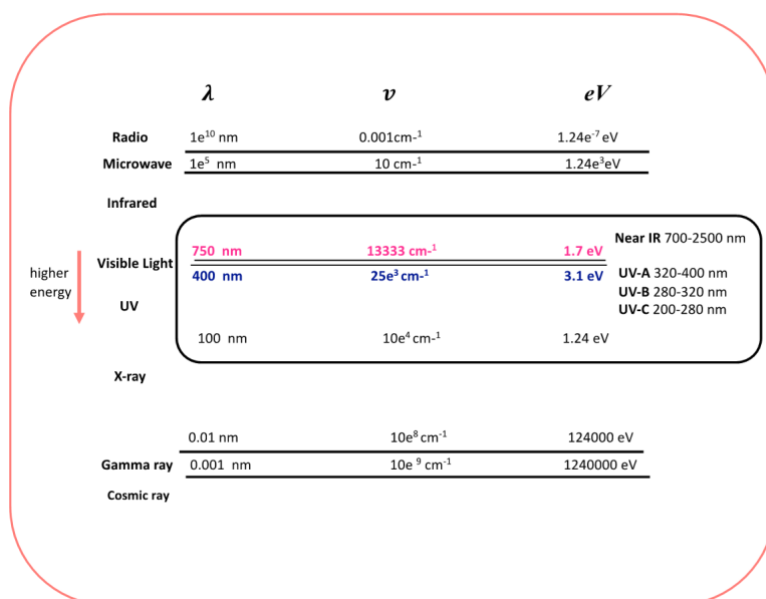 λ υ eV
Radio 1e¹⁰ nm 0.001cm-¹ 1.24e⁻⁷ eV
Microwave 1e⁵ nm 10 cm-¹ 1.24e³eV
Infrared
Near IR 700-2500 nm
750 nm 13333 cm-¹ 1.7 eV
Visible Light
higher
energy
400 nm 25e³ cm-¹ 3.1 eV
UV-A 320-400 nm
UV-B 280-320 nm
UV-C 200-280 nm
UV
100 nm 10e⁴ cm-¹ 1.24 eV
X-ray
0.01 nm 10e⁸ cm⁻¹ 124000 eV
Gamma ray 0.001 nm 10e ⁹ cm-¹ 1240000 eV
Cosmic ray